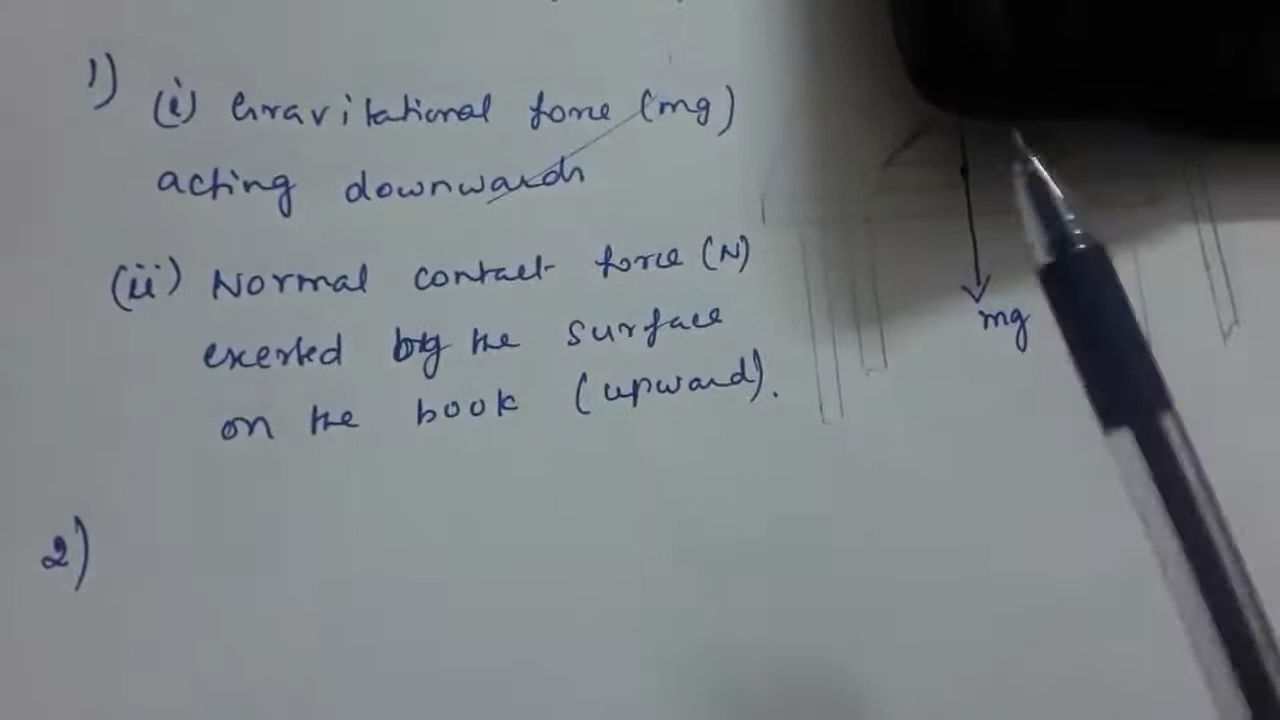 1) (i) Gravitational force (mg)
acting downwards
(ii) Normal contact force (N)
exerted by the surface
on the book (upward).
mg
2)